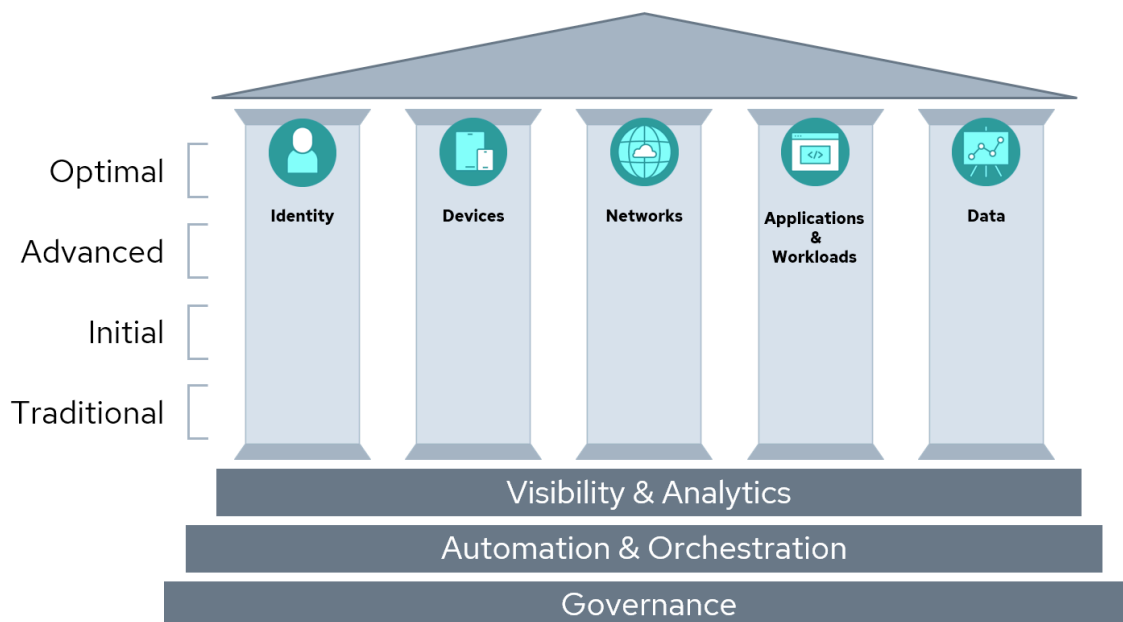 Optimal
Advanced
Initial
Traditional
Identity
Devices
Networks
Applications
&
Workloads
Data
</>
Visibility & Analytics
Automation & Orchestration
Governance